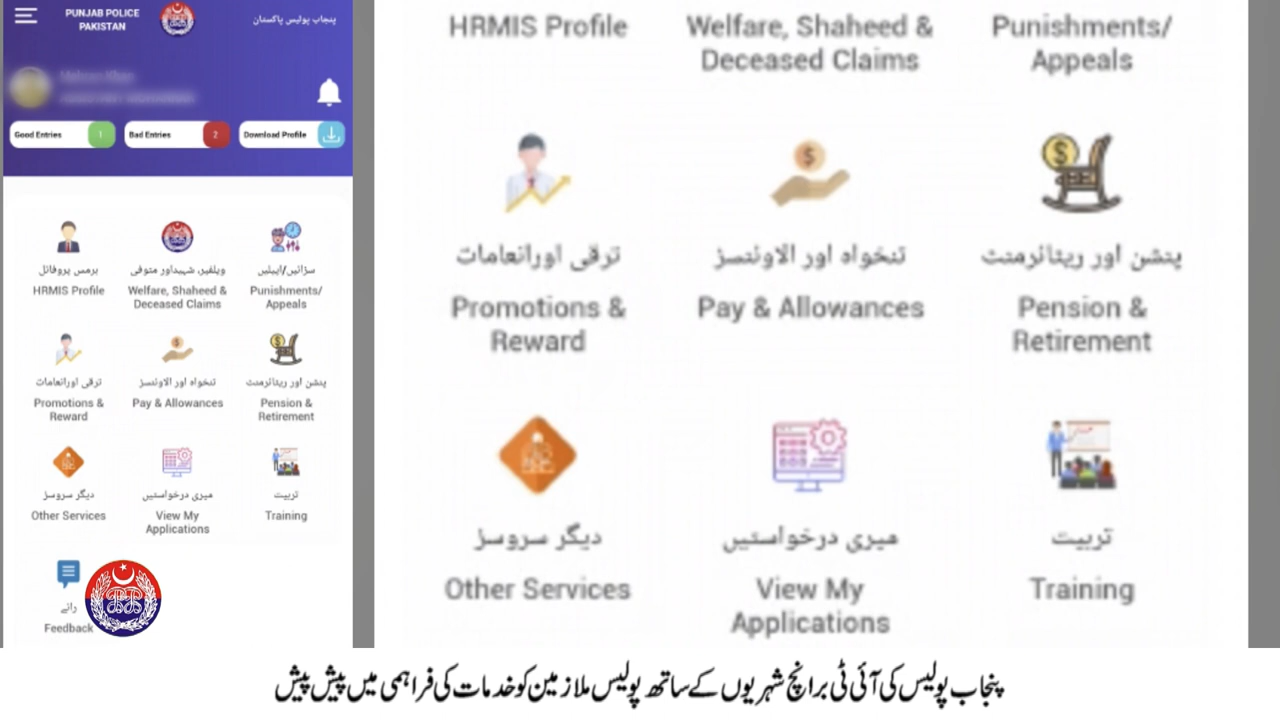 PUNJAB POLICE
PAKISTAN
پنجاب پولیس پاکستان
Good Entries 1
Bad Entries 2
Download Profile
ہرمس پروفائل
HRMIS Profile
ویلفیر، شہیداور متوفی
Welfare, Shaheed &
Deceased Claims
سزائیں/اپیلیں
Punishments/
Appeals
ترقی اورانعامات
Promotions &
Reward
تنخواہ اور الاونسز
Pay & Allowances
پنشن اور ریٹائرمنٹ
Pension &
Retirement
دیگر سروسز
Other Services
میری درخواستیں
View My
Applications
تربیت
Training
رائے
Feedback
HRMIS Profile
Welfare, Shaheed &
Deceased Claims
Punishments/
Appeals
ترقی اورانعامات
Promotions &
Reward
تنخواہ اور الاونسز
Pay & Allowances
پنشن اور ریٹائرمنٹ
Pension &
Retirement
دیگر سروسز
Other Services
میری درخواستیں
View My
Applications
تربیت
Training
پنجاب پولیس کی آئی ٹی برانچ شہریوں کے ساتھ پولیس ملازمین کو خدمات کی فراہمی میں پیش پیش